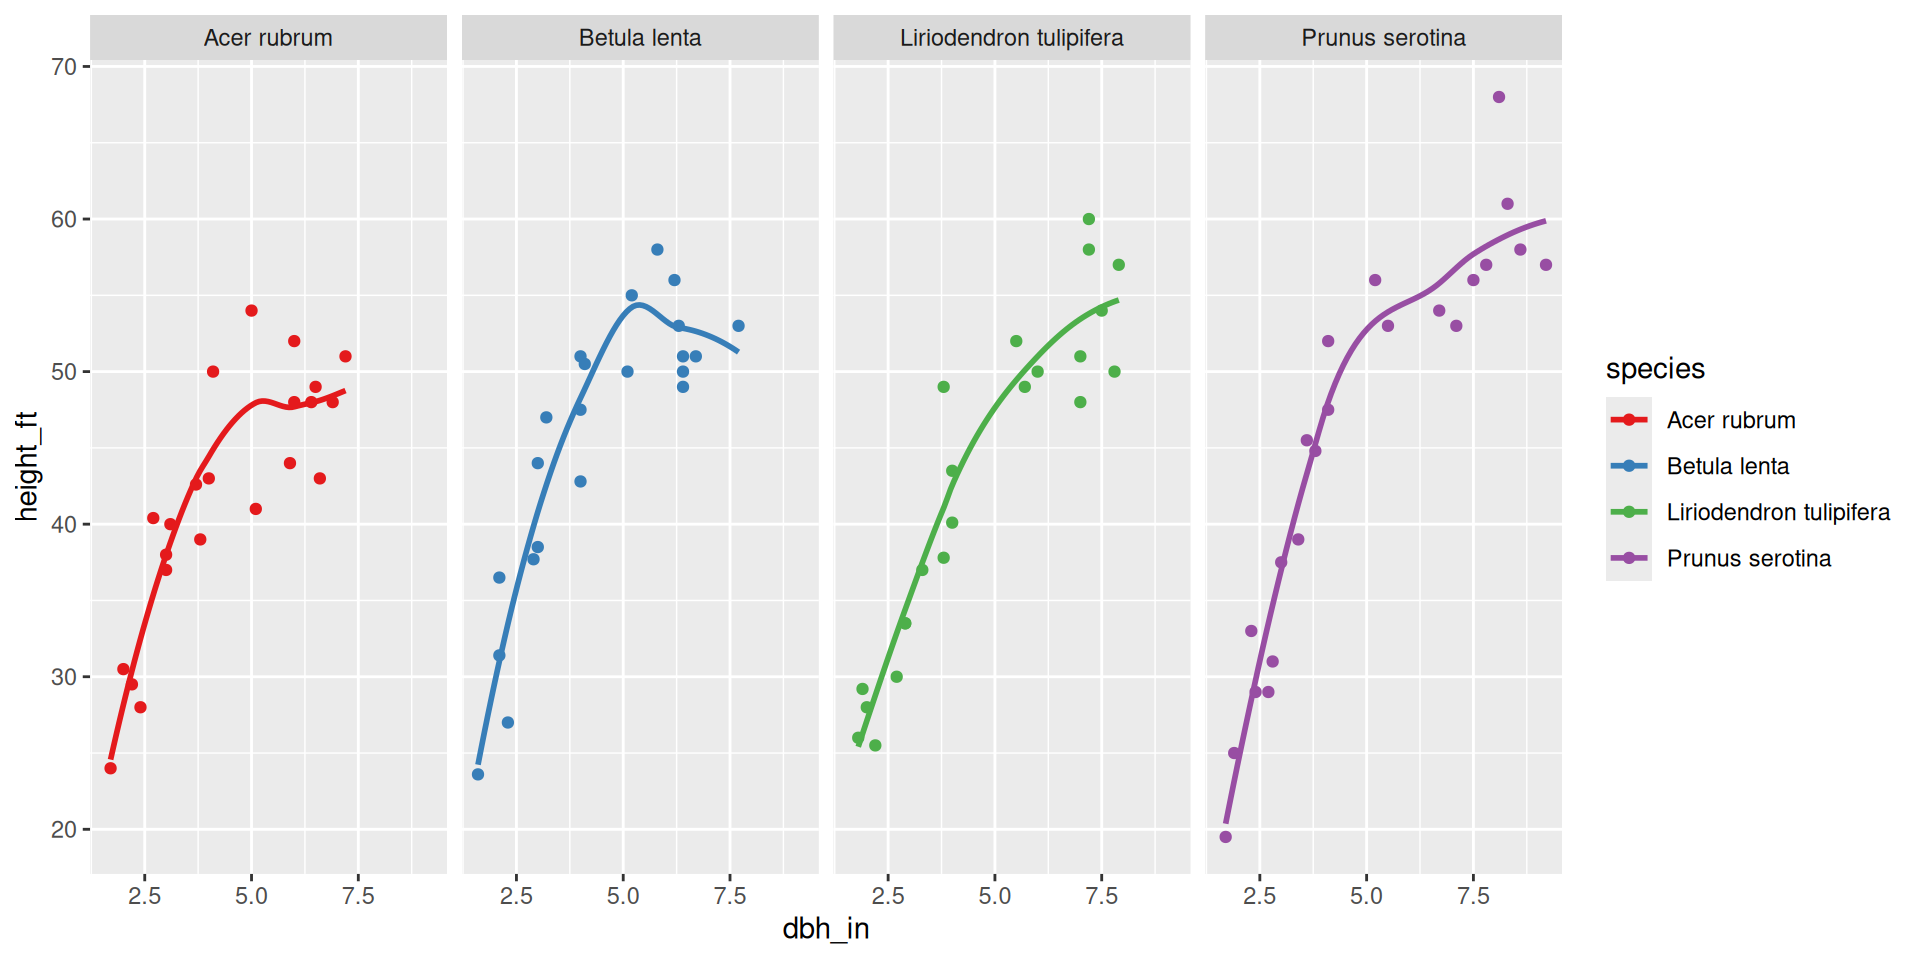 Acer rubrum
Betula lenta
Liriodendron tulipifera
Prunus serotina
70
60
50
40
30
20
height_ft
2.5 5.0 7.5
2.5 5.0 7.5
2.5 5.0 7.5
2.5 5.0 7.5
dbh_in
species
Acer rubrum
Betula lenta
Liriodendron tulipifera
Prunus serotina